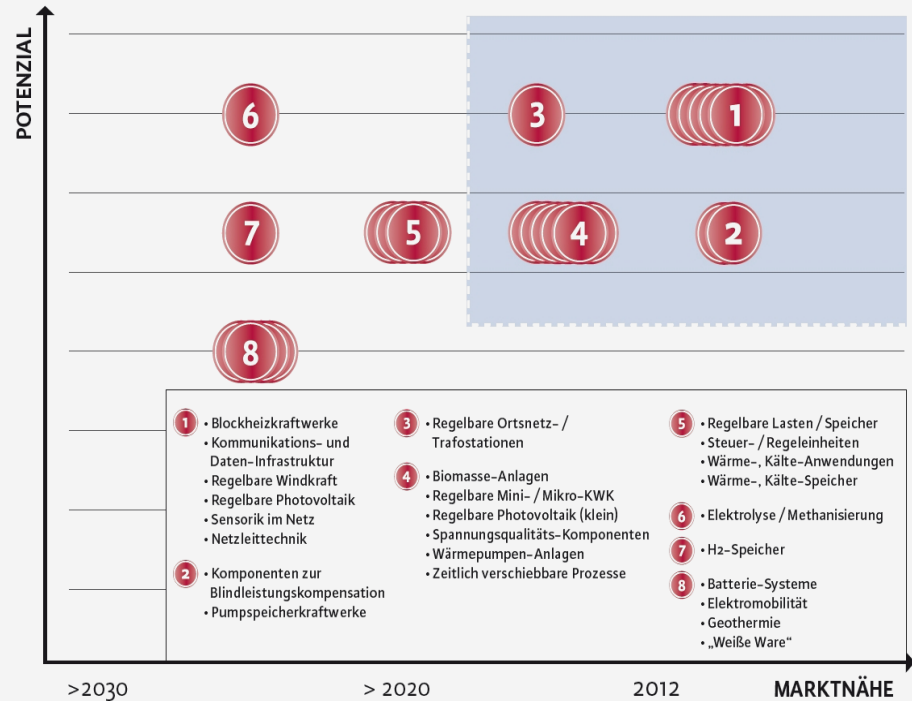 POTENZIAL
6
3
1
7
5
4
2
8
1
• Blockheizkraftwerke
• Kommunikations- und
Daten-Infrastruktur
• Regelbare Windkraft
• Regelbare Photovoltaik
• Sensorik im Netz
• Netzleittechnik
2
• Komponenten zur
Blindleistungskompensation
• Pumpspeicherkraftwerke
3
• Regelbare Ortsnetz- /
Trafostationen
4
• Biomasse-Anlagen
• Regelbare Mini- / Mikro-KWK
• Regelbare Photovoltaik (klein)
• Spannungsqualitäts-Komponenten
• Wärmepumpen-Anlagen
• Zeitlich verschiebbare Prozesse
5
• Regelbare Lasten / Speicher
• Steuer- / Regeleinheiten
• Wärme-, Kälte-Anwendungen
• Wärme-, Kälte-Speicher
6
• Elektrolyse / Methanisierung
7
• H2-Speicher
8
• Batterie-Systeme
• Elektromobilität
• Geothermie
• „Weiße Ware“
>2030
> 2020
2012
MARKTNÄHE